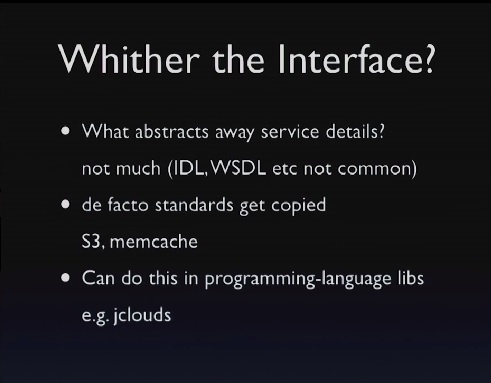 Whither the Interface?
• What abstracts away service details?
not much (IDL, WSDL etc not common)
• de facto standards get copied
S3, memcache
• Can do this in programming-language libs
e.g. jclouds